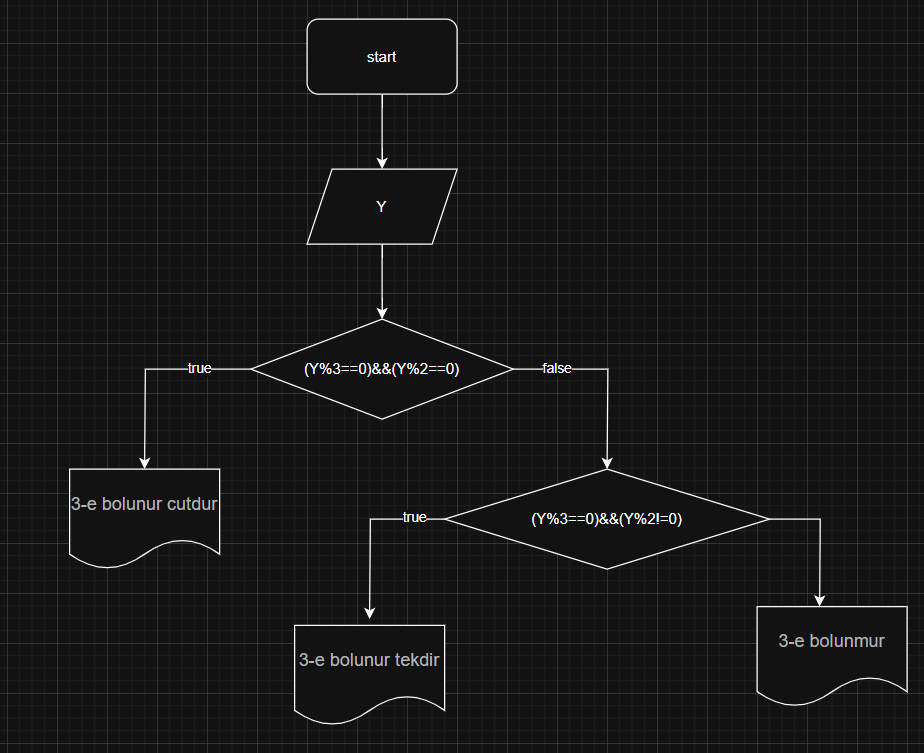 start
Y
(Y%3==0)&&(Y%2==0)
true
false
3-e bolunur cutdur
(Y%3==0)&&(Y%2!=0)
true
3-e bolunur tekdir
3-e bolunmur